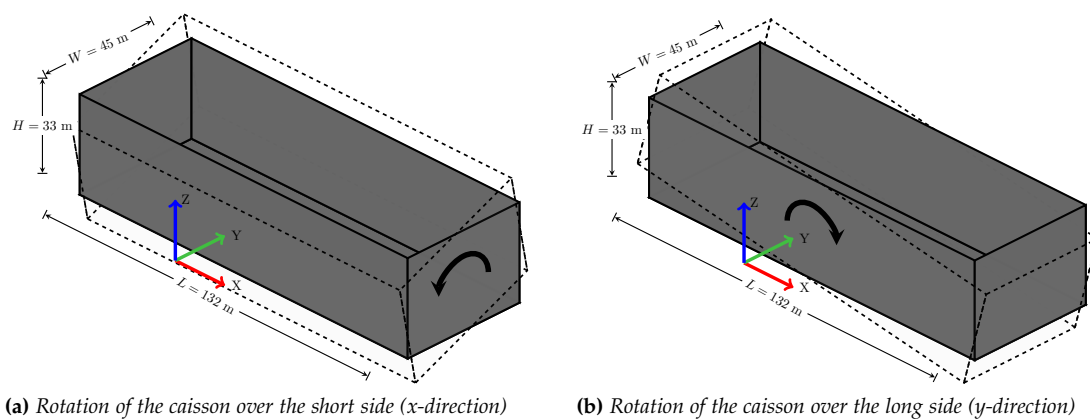 W = 45 m
H = 33 m
Z
Y
X
L = 132 m
(a) Rotation of the caisson over the short side (x-direction)
W = 45 m
H = 33 m
Z
Y
X
L = 132 m
(b) Rotation of the caisson over the long side (y-direction)